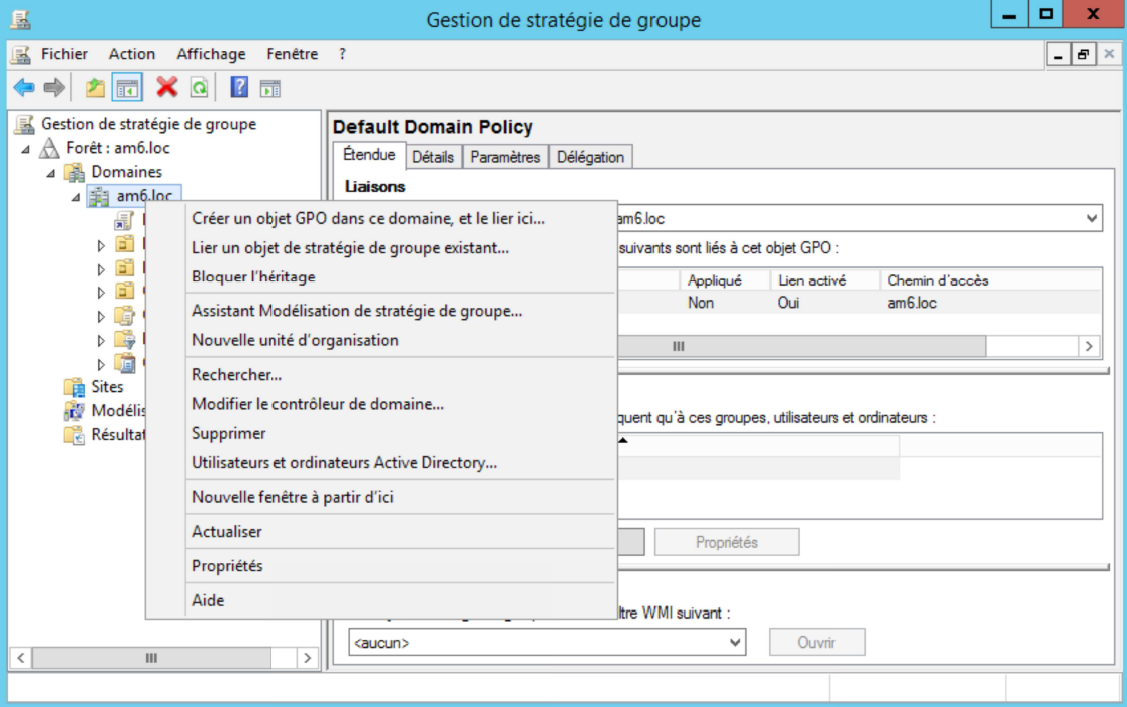 Gestion de stratégie de groupe
Fichier Action Affichage Fenêtre ?
Gestion de stratégie de groupe
Forêt : am6.loc
Domaines
am6.loc
Sites
Modélis
Résultat
Créer un objet GPO dans ce domaine, et le lier ici...
Lier un objet de stratégie de groupe existant...
Bloquer l'héritage
Assistant Modélisation de stratégie de groupe...
Nouvelle unité d'organisation
Rechercher...
Modifier le contrôleur de domaine...
Supprimer
Utilisateurs et ordinateurs Active Directory...
Nouvelle fenêtre à partir d'ici
Actualiser
Propriétés
Aide
Default Domain Policy
Étendue Détails Paramètres Délégation
Liaisons
am6.loc
suivants sont liés à cet objet GPO :
Appliqué Lien activé Chemin d'accès
Non Oui am6.loc
quent qu'à ces groupes, utilisateurs et ordinateurs :
Propriétés
ltre WMI suivant :
<aucun> Ouvrir